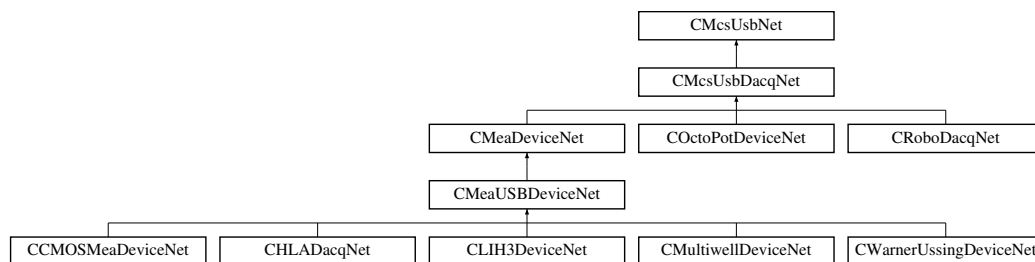 CMcsUsbNet
CMcsUsbDacqNet
CMeaDeviceNet
COctoPotDeviceNet
CRoboDacqNet
CMeaUSBDeviceNet
CCMOSMeaDeviceNet
CHLADacqNet
CLIH3DeviceNet
CMultiwellDeviceNet
CWarnerUssingDeviceNet